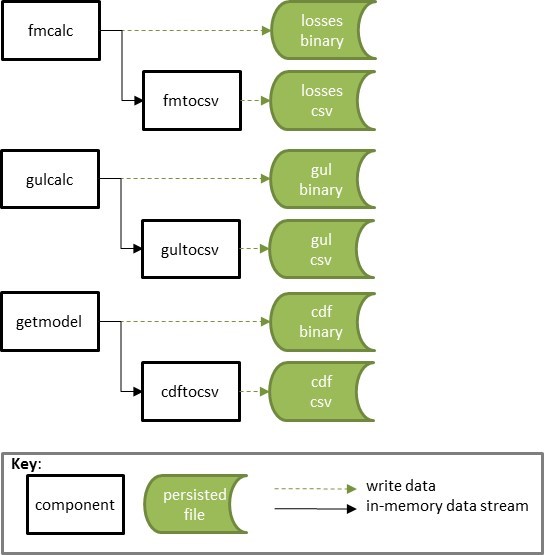 fmcalc
losses
binary
fmtocsv
losses
csv
gulcalc
gul
binary
gultocsv
gul
csv
getmodel
cdf
binary
cdftocsv
cdf
csv
Key:
component
persisted
file
write data
in-memory data stream